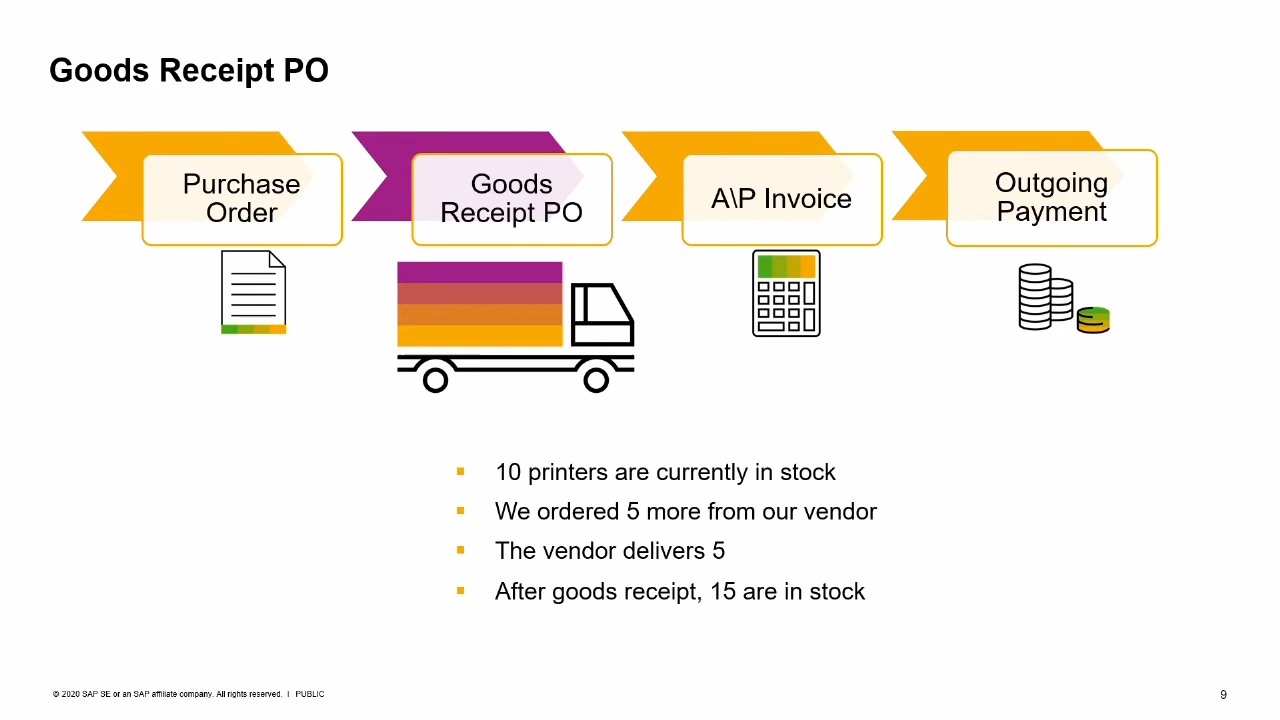 Goods Receipt PO
Purchase
Order
Goods
Receipt PO
A\P Invoice
Outgoing
Payment
▪ 10 printers are currently in stock
▪ We ordered 5 more from our vendor
▪ The vendor delivers 5
▪ After goods receipt, 15 are in stock
© 2020 SAP SE or an SAP affiliate company. All rights reserved. I PUBLIC
9